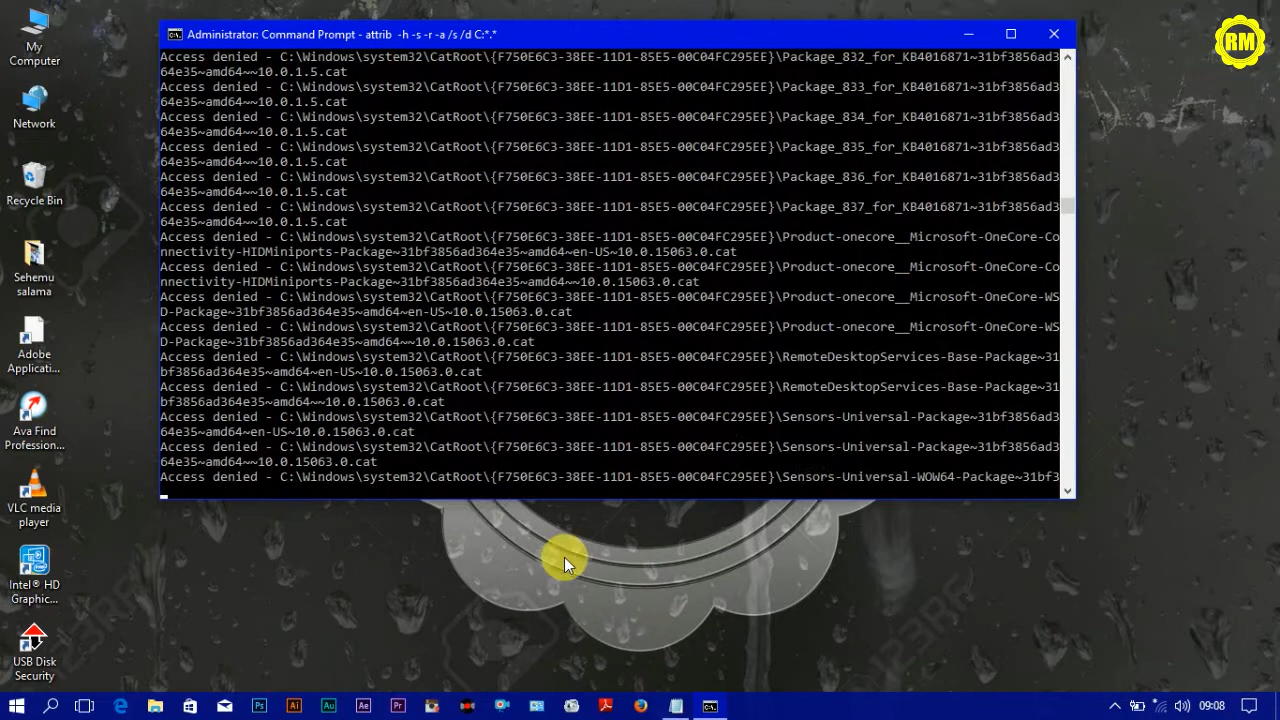 Administrator: Command Prompt - attrib -h -s -r -a /s /d C:*.*
Access denied - C:\Windows\system32\CatRoot\{F750E6C3-38EE-11D1-85E5-00C04FC295EE}\Package_832_for_KB4016871~31bf3856ad3
64e35~amd64~~10.0.1.5.cat
Access denied - C:\Windows\system32\CatRoot\{F750E6C3-38EE-11D1-85E5-00C04FC295EE}\Package_833_for_KB4016871~31bf3856ad3
64e35~amd64~~10.0.1.5.cat
Access denied - C:\Windows\system32\CatRoot\{F750E6C3-38EE-11D1-85E5-00C04FC295EE}\Package_834_for_KB4016871~31bf3856ad3
64e35~amd64~~10.0.1.5.cat
Access denied - C:\Windows\system32\CatRoot\{F750E6C3-38EE-11D1-85E5-00C04FC295EE}\Package_835_for_KB4016871~31bf3856ad3
64e35~amd64~~10.0.1.5.cat
Access denied - C:\Windows\system32\CatRoot\{F750E6C3-38EE-11D1-85E5-00C04FC295EE}\Package_836_for_KB4016871~31bf3856ad3
64e35~amd64~~10.0.1.5.cat
Access denied - C:\Windows\system32\CatRoot\{F750E6C3-38EE-11D1-85E5-00C04FC295EE}\Package_837_for_KB4016871~31bf3856ad3
64e35~amd64~~10.0.1.5.cat
Access denied - C:\Windows\system32\CatRoot\{F750E6C3-38EE-11D1-85E5-00C04FC295EE}\Product-onecore__Microsoft-OneCore-Co
nnectivity-HIDMiniports-Package~31bf3856ad364e35~amd64~en-US~10.0.15063.0.cat
Access denied - C:\Windows\system32\CatRoot\{F750E6C3-38EE-11D1-85E5-00C04FC295EE}\Product-onecore__Microsoft-OneCore-Co
nnectivity-HIDMiniports-Package~31bf3856ad364e35~amd64~~10.0.15063.0.cat
Access denied - C:\Windows\system32\CatRoot\{F750E6C3-38EE-11D1-85E5-00C04FC295EE}\Product-onecore__Microsoft-OneCore-WS
D-Package~31bf3856ad364e35~amd64~en-US~10.0.15063.0.cat
Access denied - C:\Windows\system32\CatRoot\{F750E6C3-38EE-11D1-85E5-00C04FC295EE}\Product-onecore__Microsoft-OneCore-WS
D-Package~31bf3856ad364e35~amd64~~10.0.15063.0.cat
Access denied - C:\Windows\system32\CatRoot\{F750E6C3-38EE-11D1-85E5-00C04FC295EE}\RemoteDesktopServices-Base-Package~31
bf3856ad364e35~amd64~en-US~10.0.15063.0.cat
Access denied - C:\Windows\system32\CatRoot\{F750E6C3-38EE-11D1-85E5-00C04FC295EE}\RemoteDesktopServices-Base-Package~31
bf3856ad364e35~amd64~~10.0.15063.0.cat
Access denied - C:\Windows\system32\CatRoot\{F750E6C3-38EE-11D1-85E5-00C04FC295EE}\Sensors-Universal-Package~31bf3856ad3
64e35~amd64~en-US~10.0.15063.0.cat
Access denied - C:\Windows\system32\CatRoot\{F750E6C3-38EE-11D1-85E5-00C04FC295EE}\Sensors-Universal-Package~31bf3856ad3
64e35~amd64~~10.0.15063.0.cat
Access denied - C:\Windows\system32\CatRoot\{F750E6C3-38EE-11D1-85E5-00C04FC295EE}\Sensors-Universal-WOW64-Package~31bf3
My
Computer
Network
Recycle Bin
Sehemu
salama
Adobe
Applicati...
Ava Find
Profession...
VLC media
player
Intel® HD
Graphic...
USB Disk
Security
RM
Ps
Ai
Au
Ae
Pr
09:08